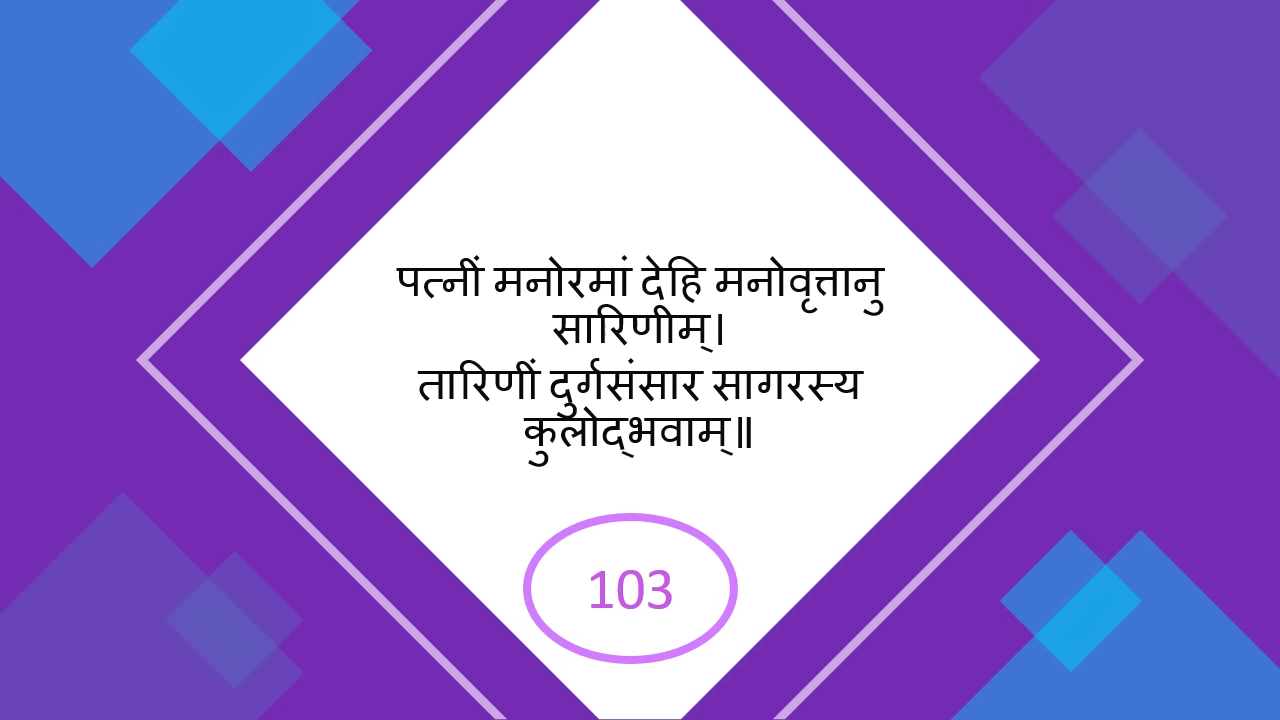 पत्नीं मनोरमां देहि मनोवृत्तानु
सारिणीम्।
तारिणीं दुर्गसंसार सागरस्य
कुलोद्‌भवाम्॥
103